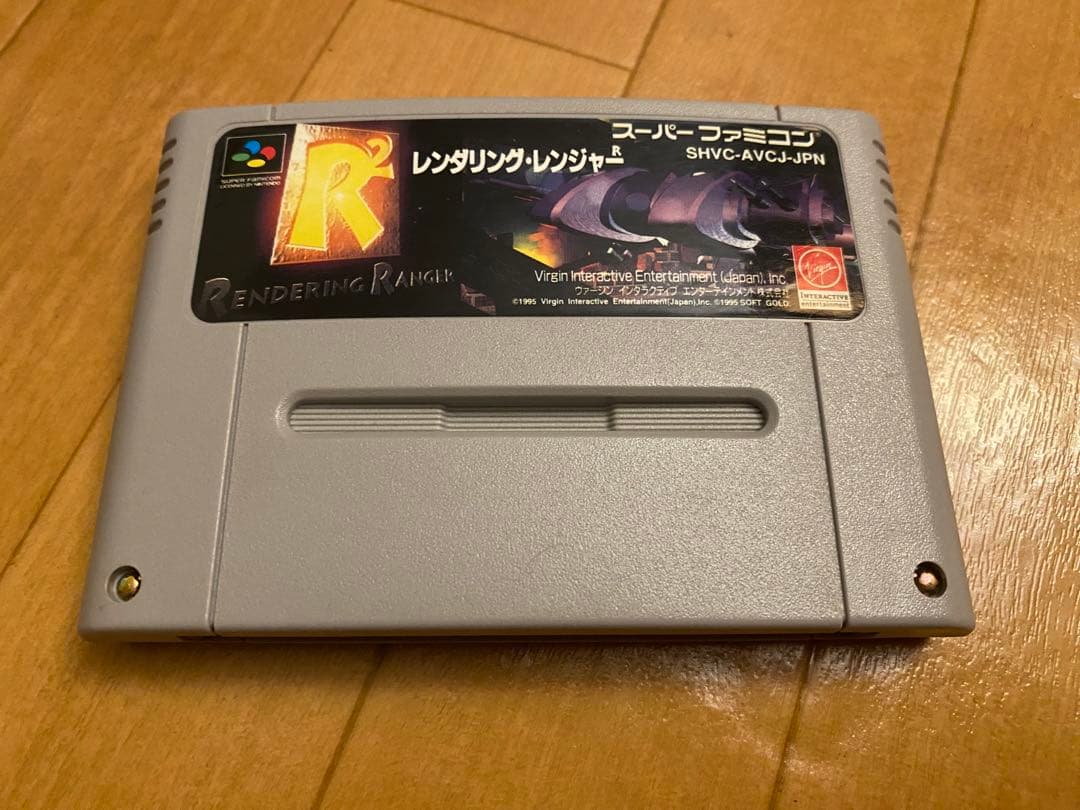 SUPER FAMICOM
LICENSED BY NINTENDO
R2
レンダリング・レンジャーR
スーパー ファミコン
SHVC-AVCJ-JPN
RENDERING RANGER
Virgin Interactive Entertainment (Japan), Inc.
ヴァージン インタラクティブ エンターテインメント株式会社
©1995 Virgin Interactive Entertainment(Japan),Inc. ©1995 SOFT GOLD.
Virgin
INTERACTIVE
entertainment